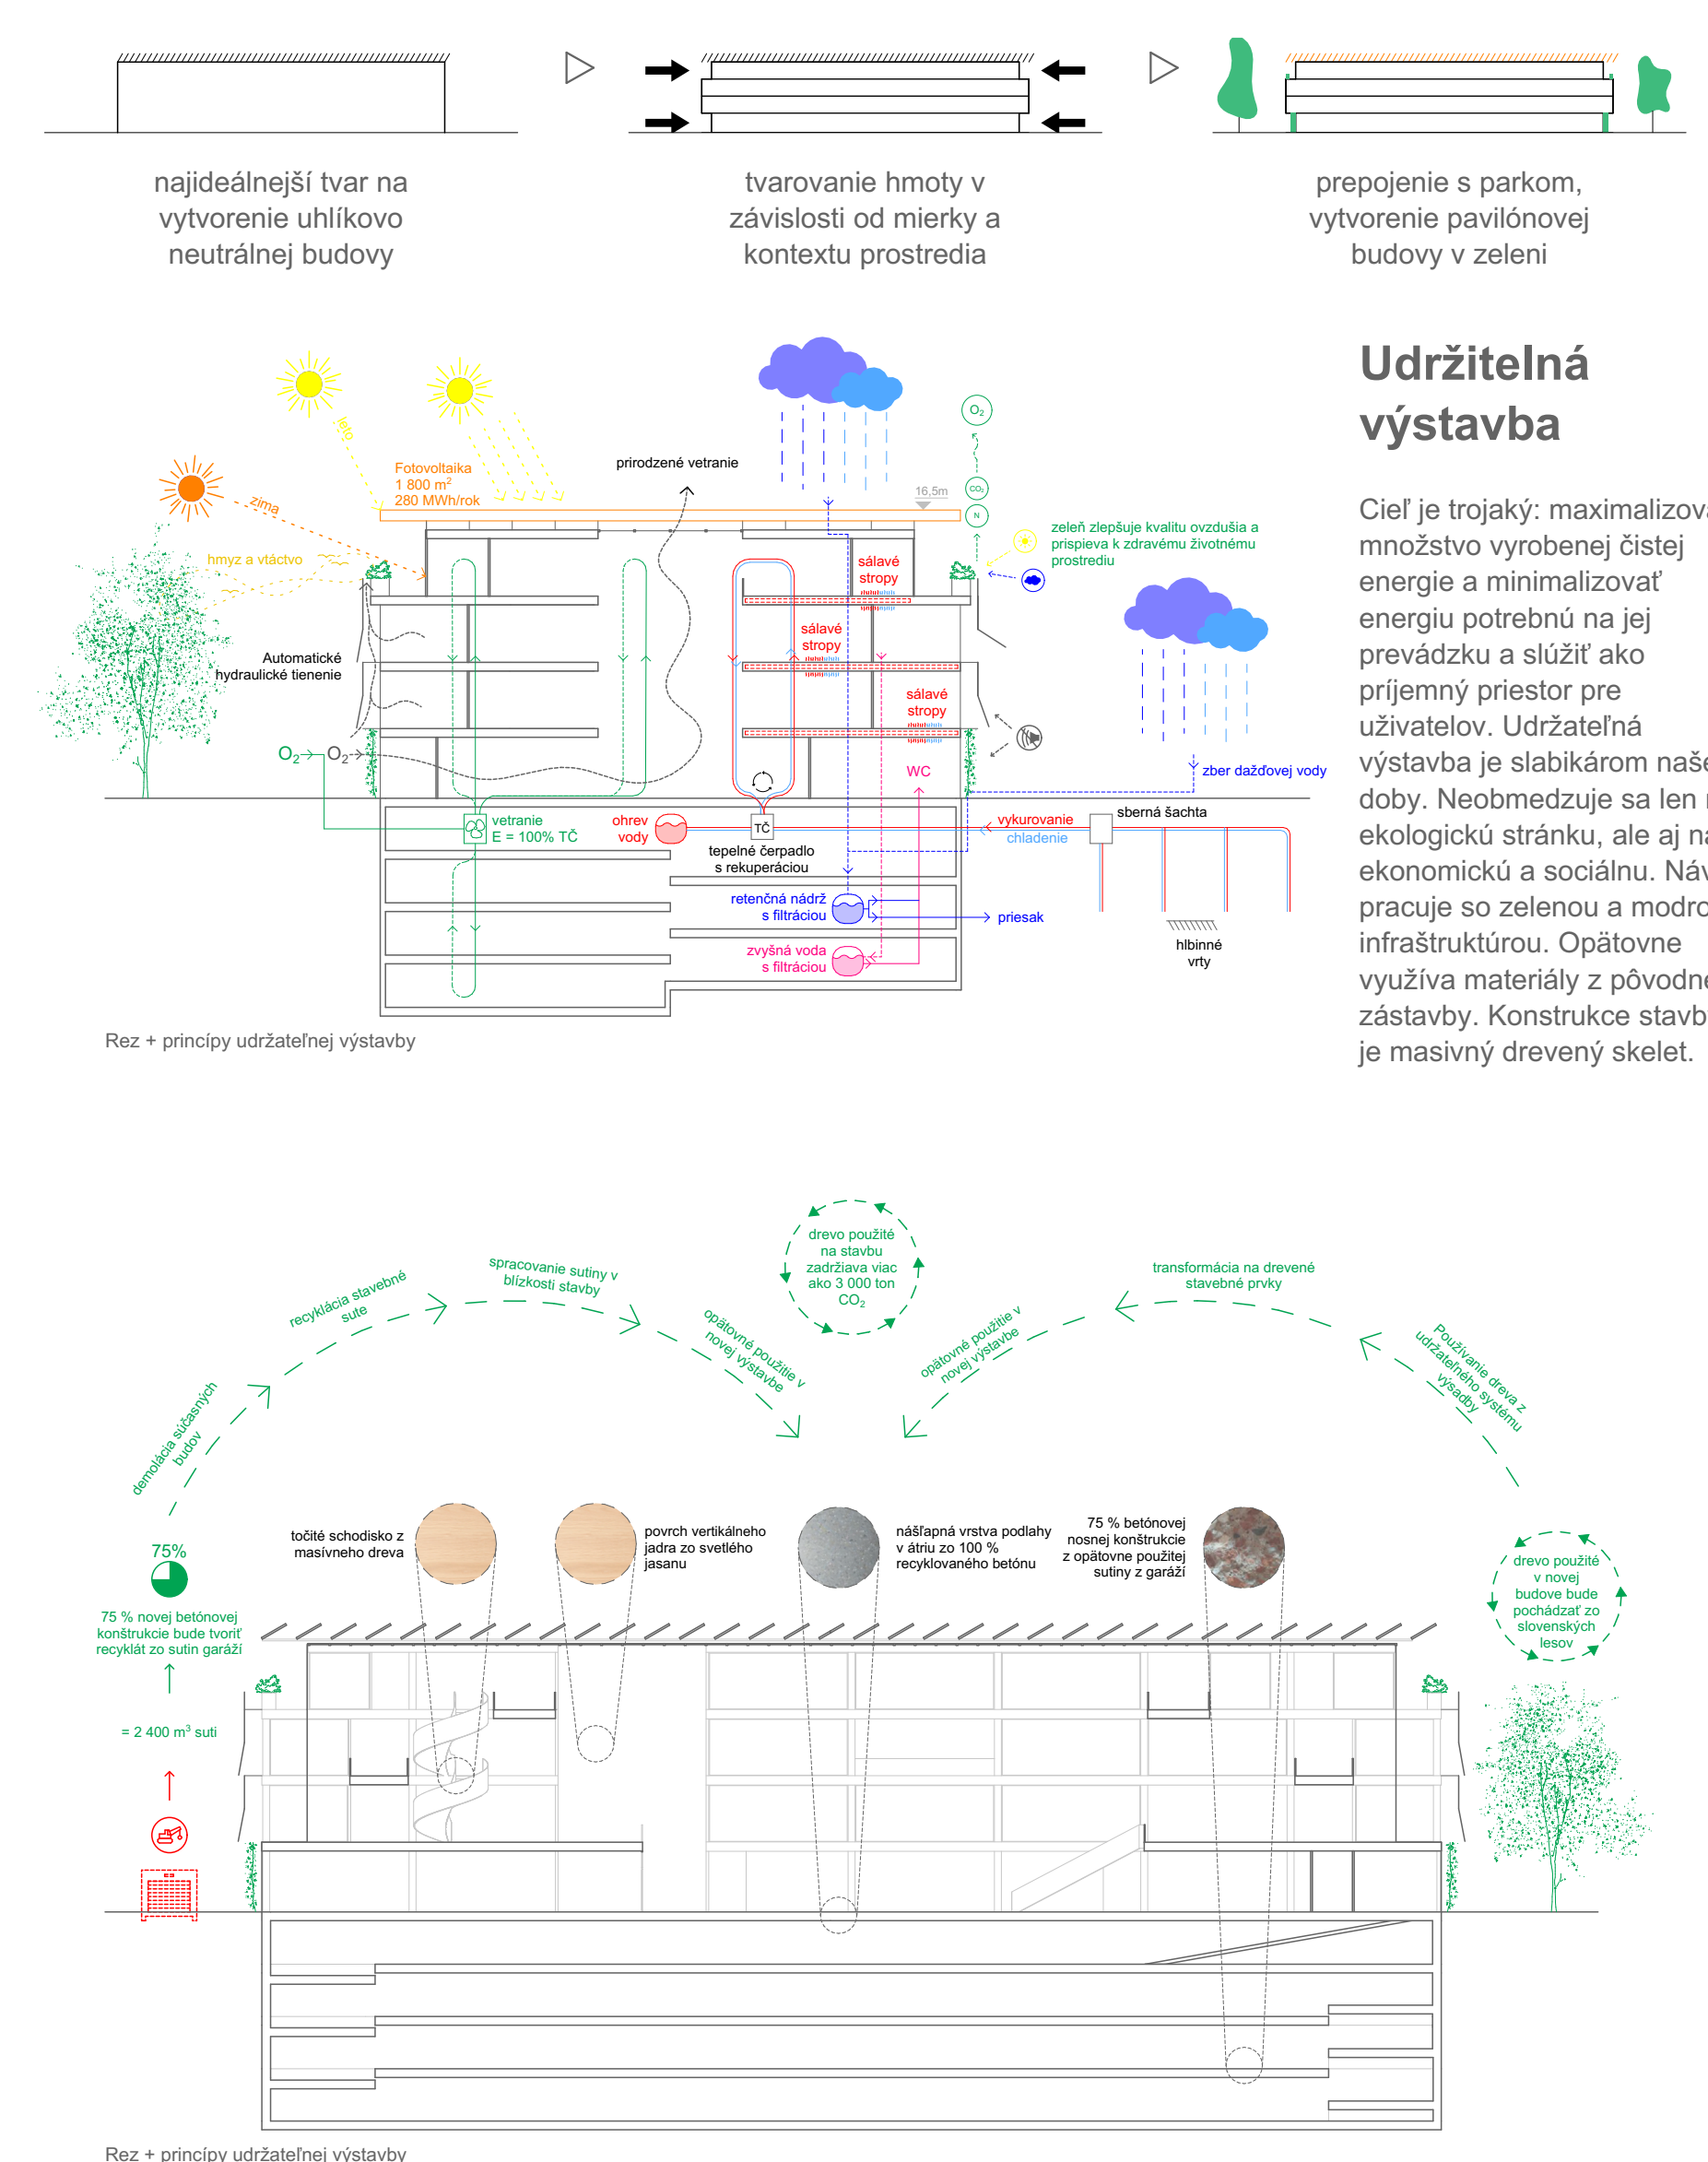 najideálnejší tvar na
vytvorenie uhlíkovo
neutrálnej budovy
tvarovanie hmoty v
závislosti od mierky a
kontextu prostredia
prepojenie s parkom,
vytvorenie pavilónovej
budovy v zeleni
Udržitelná
výstavba
Cieľ je trojaký: maximalizova
množstvo vyrobenej čistej
energie a minimalizovať
energiu potrebnú na jej
prevádzku a slúžiť ako
príjemný priestor pre
uživatelov. Udržateľná
výstavba je slabikárom naše
doby. Neobmedzuje sa len
ekologickú stránku, ale aj na
ekonomickú a sociálnu. Náv
pracuje so zelenou a modro
infraštruktúrou. Opätovne
využíva materiály z pôvodne
zástavby. Konstrukce stavb
je masivný drevený skelet.
leto
zima
Fotovoltaika
1 800 m²
280 MWh/rok
prirodzené vetranie
16,5m
O₂
CO₂
N
zeleň zlepšuje kvalitu ovzdušia a
prispieva k zdravému životnému
prostrediu
hmyz a vtáctvo
sálavé
stropy
sálavé
stropy
sálavé
stropy
Automatické
hydraulické tienenie
O₂
O₂
WC
zber dažďovej vody
vetranie
E = 100% TČ
ohrev
vody
TČ
tepelné čerpadlo
s rekuperáciou
vykurovanie
chladenie
sberná šachta
retenčná nádrž
s filtráciou
priesak
hlbinné
vrty
zvyšná voda
s filtráciou
Rez + princípy udržateľnej výstavby
demolácia súčasných
budov
recyklácia stavebné
sute
spracovanie sutiny v
blízkosti stavby
opätovné použitie v
novej výstavbe
drevo použité
na stavbu
zadržiava viac
ako 3 000 ton
CO₂
opätovné použitie v
novej výstavbe
transformácia na drevené
stavebné prvky
Používanie dreva z
udržateľného systému
výsadby
točité schodisko z
masívneho dreva
povrch vertikálneho
jadra zo svetlého
jasanu
nášľapná vrstva podlahy
v átriu zo 100 %
recyklovaného betónu
75 % betónovej
nosnej konštrukcie
z opätovne použitej
sutiny z garáží
75%
75 % novej betónovej
konštrukcie bude tvoriť
recyklát zo sutin garáží
= 2 400 m³ suti
drevo použité
v novej
budove bude
pochádzať zo
slovenských
lesov
Rez + princípy udržateľnej výstavby